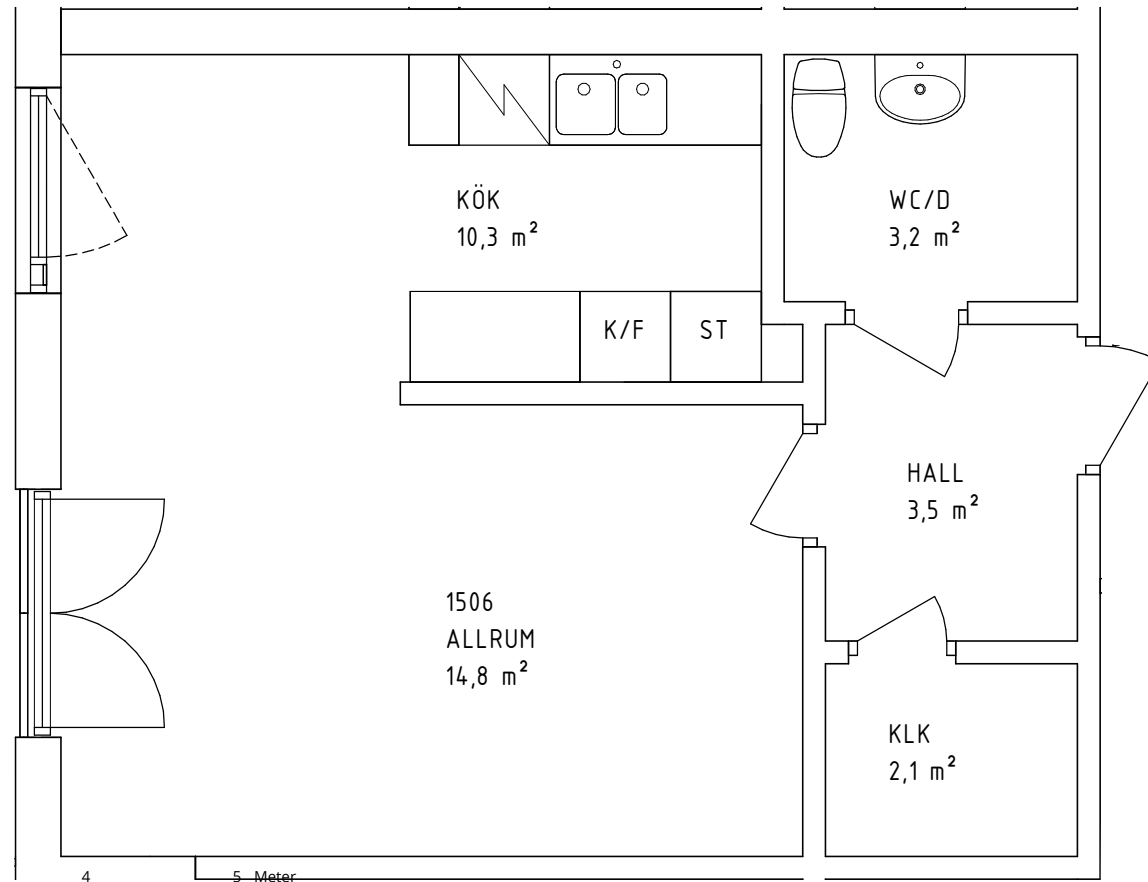 KÖK
10,3 m²
WC/D
3,2 m²
K/F
ST
HALL
3,5 m²
1506
ALLRUM
14,8 m²
KLK
2,1 m²
4
5 Meter